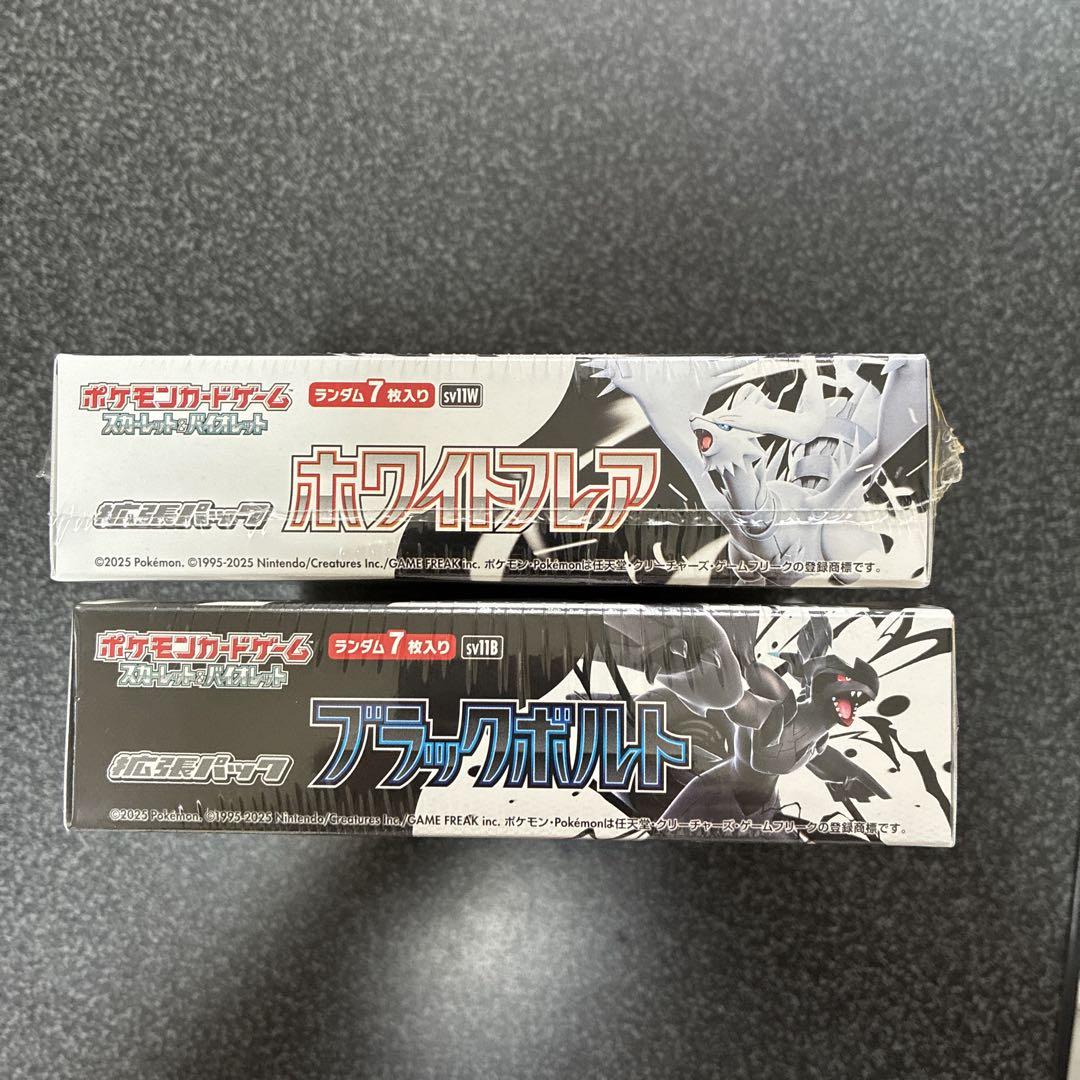 ポケモンカードゲーム
スカーレット&バイオレット
ランダム7枚入り sv11W
拡張パック ホワイトフレア
©2025 Pokémon. ©1995-2025 Nintendo/Creatures Inc./GAME FREAK inc. ポケモン・Pokémonは任天堂・クリーチャーズ・ゲームフリークの登録商標です。
ポケモンカードゲーム
スカーレット&バイオレット
ランダム7枚入り sv11B
拡張パック ブラックボルト
©2025 Pokémon. ©1995-2025 Nintendo/Creatures Inc./GAME FREAK inc. ポケモン・Pokémonは任天堂・クリーチャーズ・ゲームフリークの登録商標です。